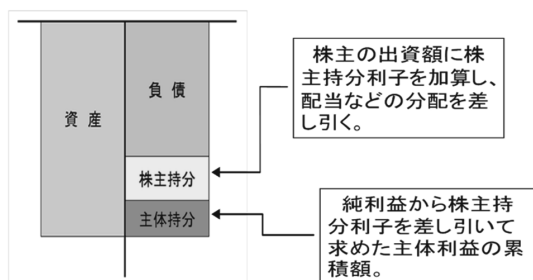 資産
負債
株主持分
主体持分
株主の出資額に株
主持分利子を加算し、
配当などの分配を差
し引く。
純利益から株主持
分利子を差し引いて
求めた主体利益の累
積額。